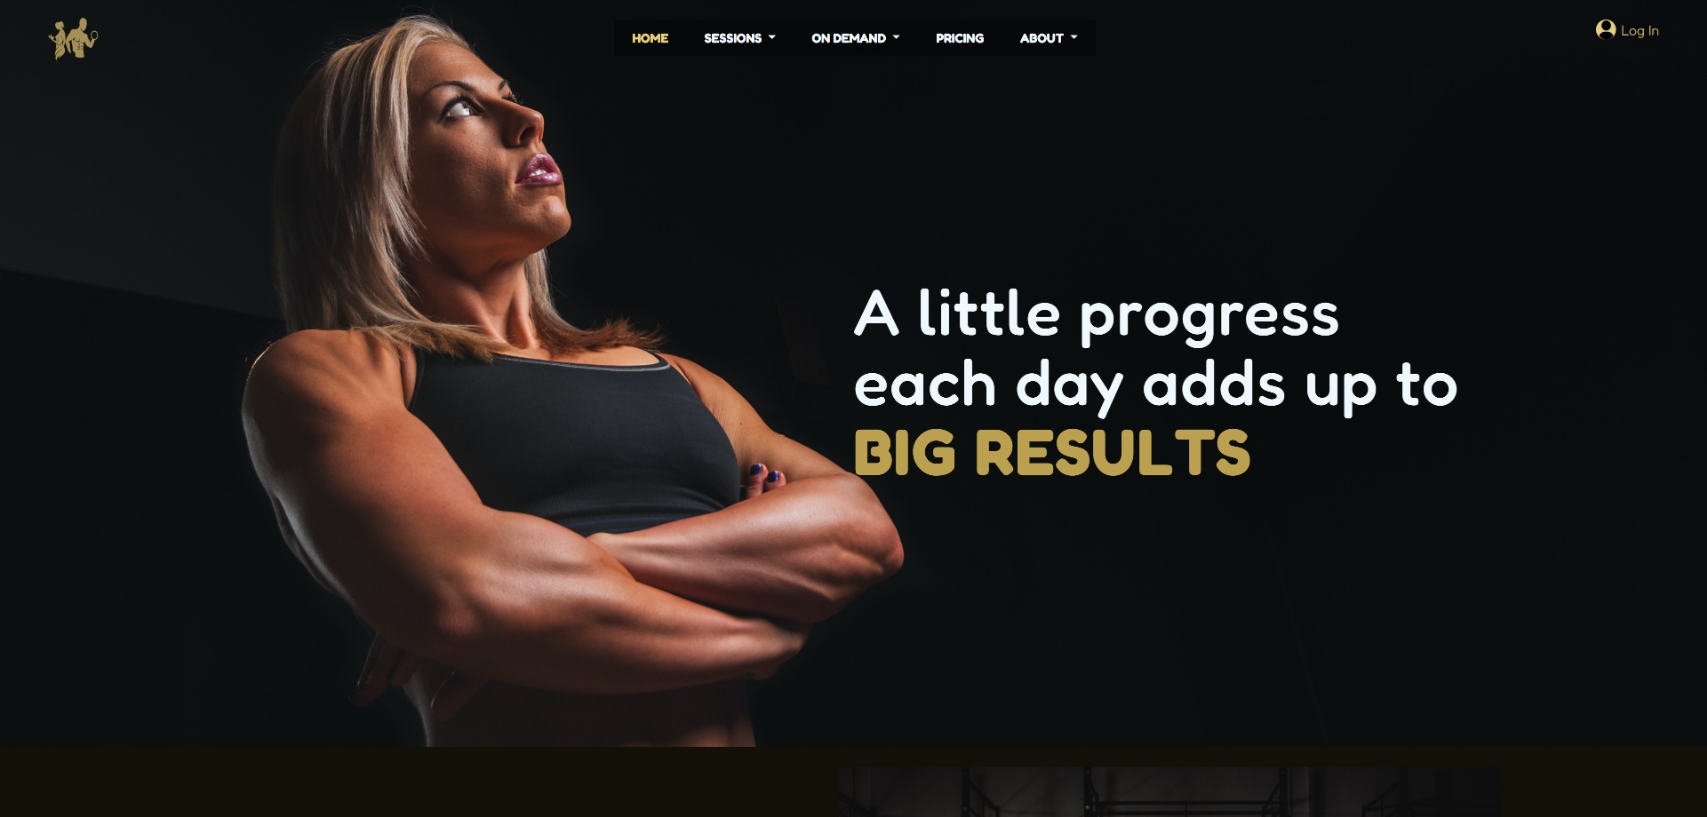 HOME SESSIONS ON DEMAND PRICING ABOUT
Log In
A little progress
each day adds up to
BIG RESULTS